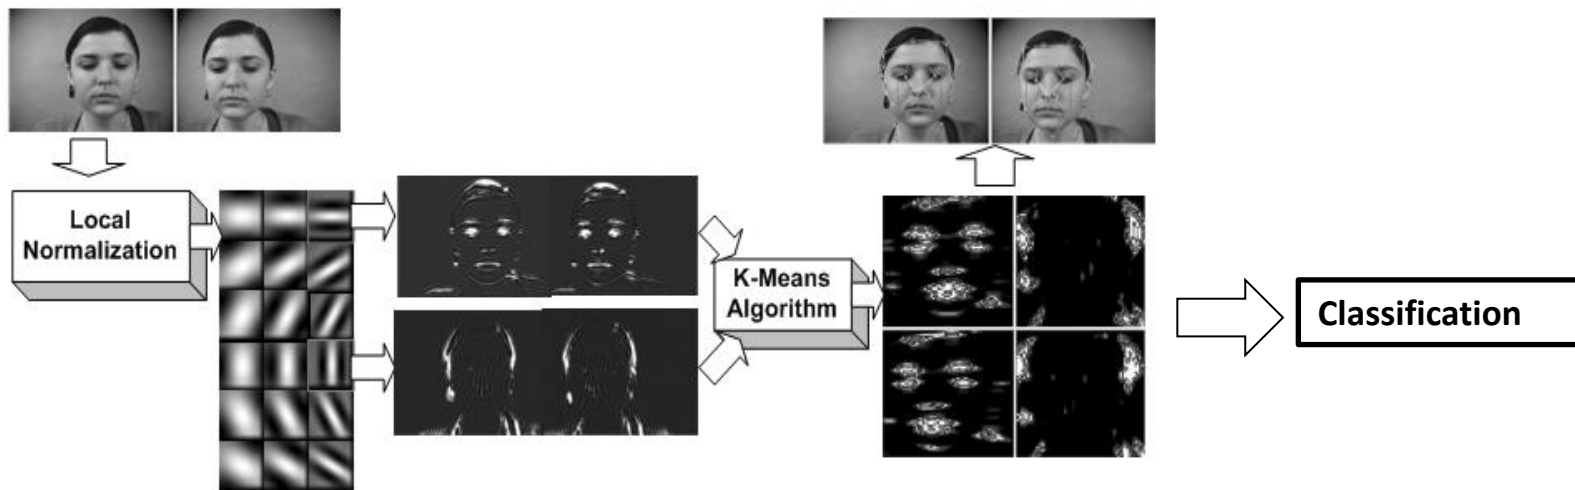 Local
Normalization
K-Means
Algorithm
Classification